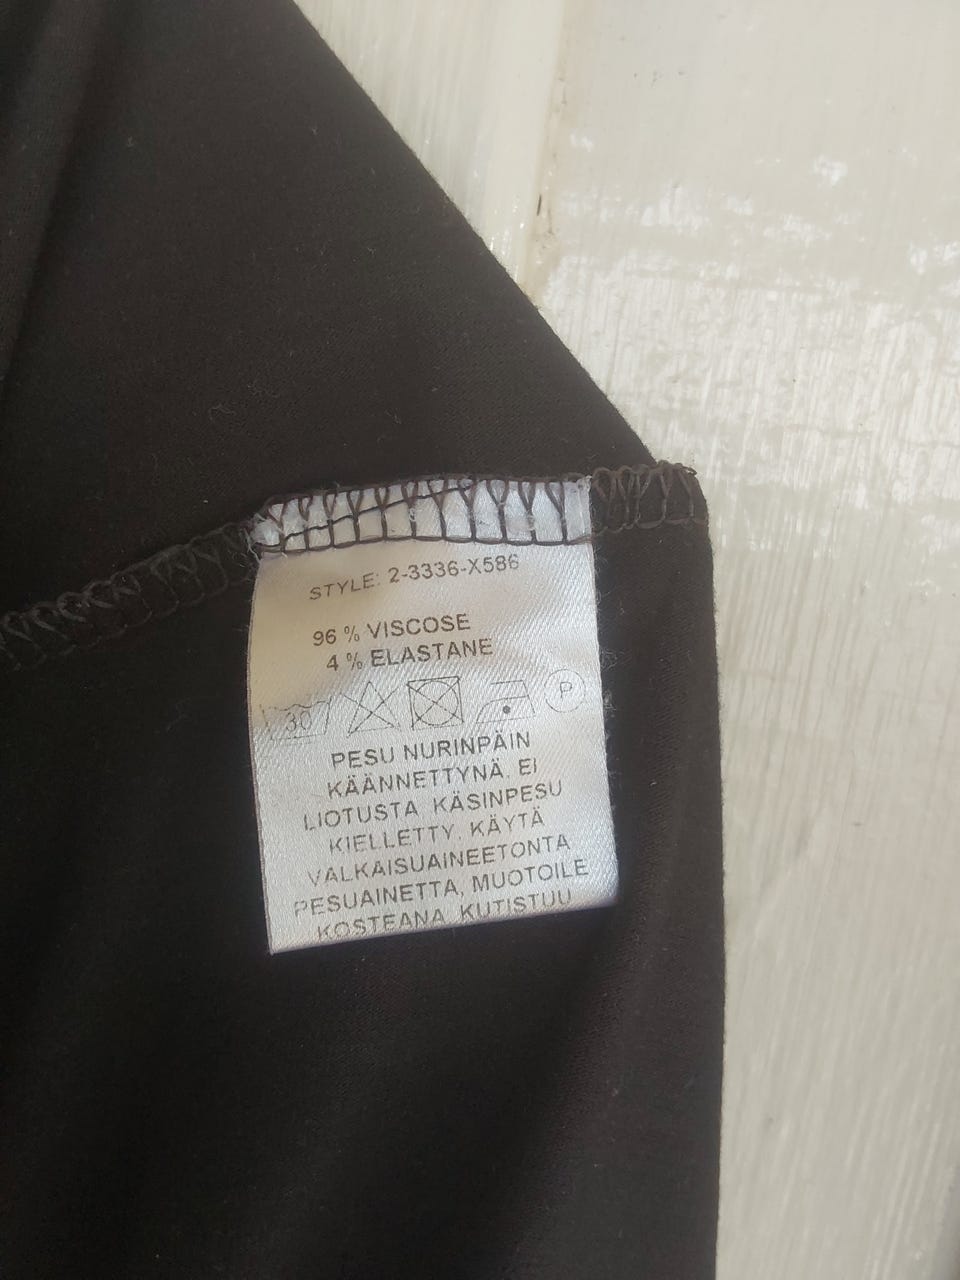 STYLE: 2-3336-X586
96 % VISCOSE
4 % ELASTANE
30 P
PESU NURINPÄIN
KÄÄNNETTYNÄ. EI
LIOTUSTA KÄSINPESU
KIELLETTY. KÄYTÄ
VALKAISUAINEETONTA
PESUAINETTA, MUOTOILE
KOSTEANA KUTISTUU